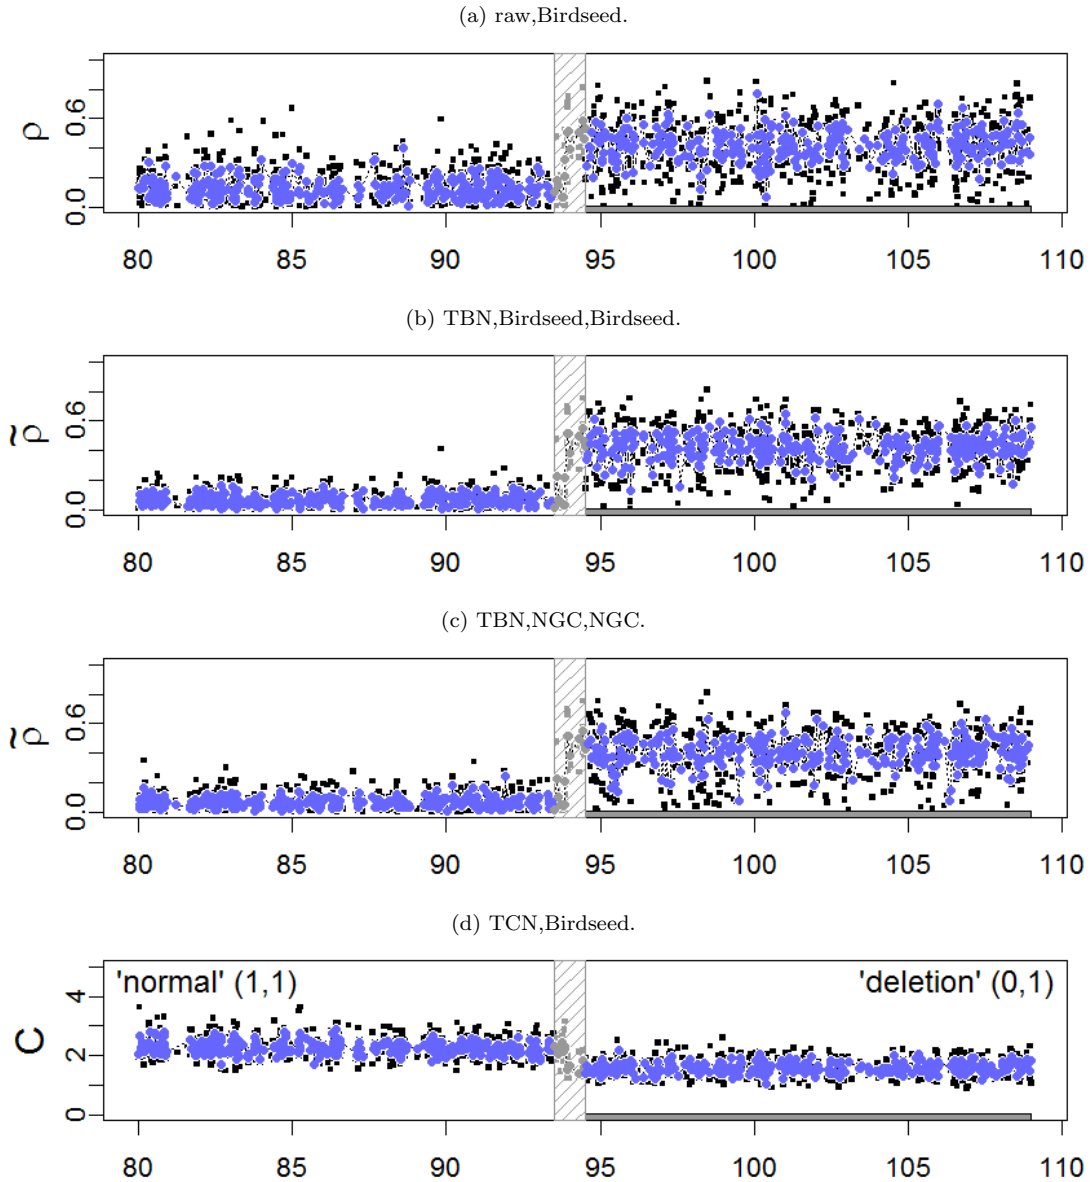 (a) raw,Birdseed.
ρ
0.0 0.6
80 85 90 95 100 105 110
(b) TBN,Birdseed,Birdseed.
ρ̃
0.0 0.6
80 85 90 95 100 105 110
(c) TBN,NGC,NGC.
ρ̃
0.0 0.6
80 85 90 95 100 105 110
(d) TCN,Birdseed.
'normal' (1,1) 'deletion' (0,1)
C
0 2 4
80 85 90 95 100 105 110